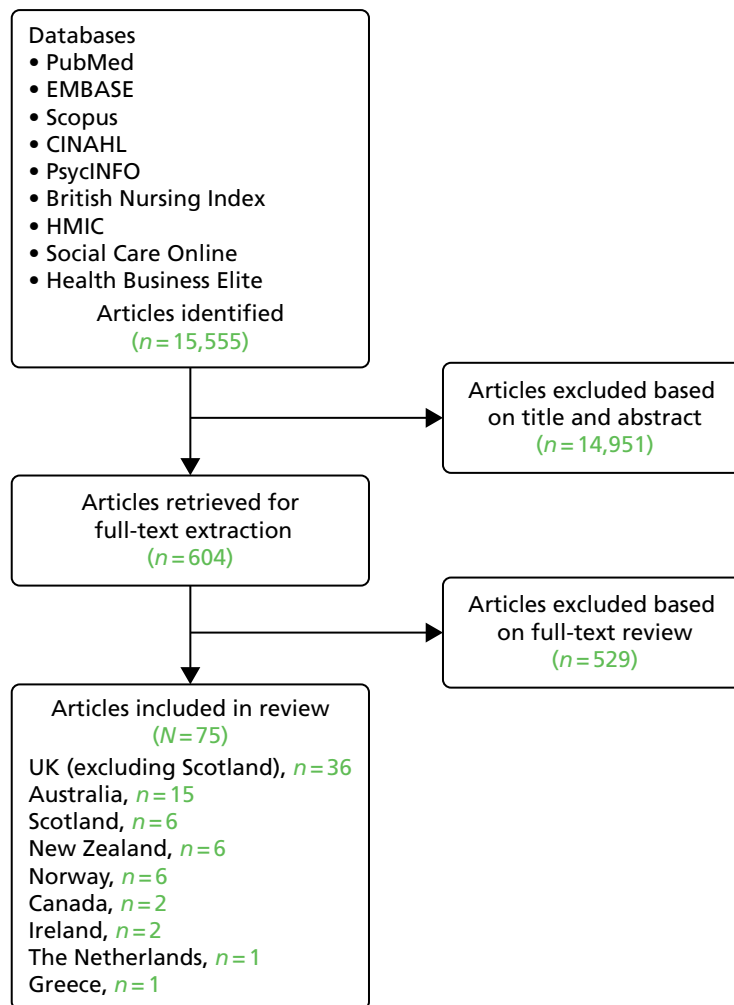 Databases
• PubMed
• EMBASE
• Scopus
• CINAHL
• PsycINFO
• British Nursing Index
• HMIC
• Social Care Online
• Health Business Elite
Articles identified
(n = 15,555)
Articles excluded based
on title and abstract
(n = 14,951)
Articles retrieved for
full-text extraction
(n = 604)
Articles excluded based
on full-text review
(n = 529)
Articles included in review
(N = 75)
UK (excluding Scotland), n = 36
Australia, n = 15
Scotland, n = 6
New Zealand, n = 6
Norway, n = 6
Canada, n = 2
Ireland, n = 2
The Netherlands, n = 1
Greece, n = 1